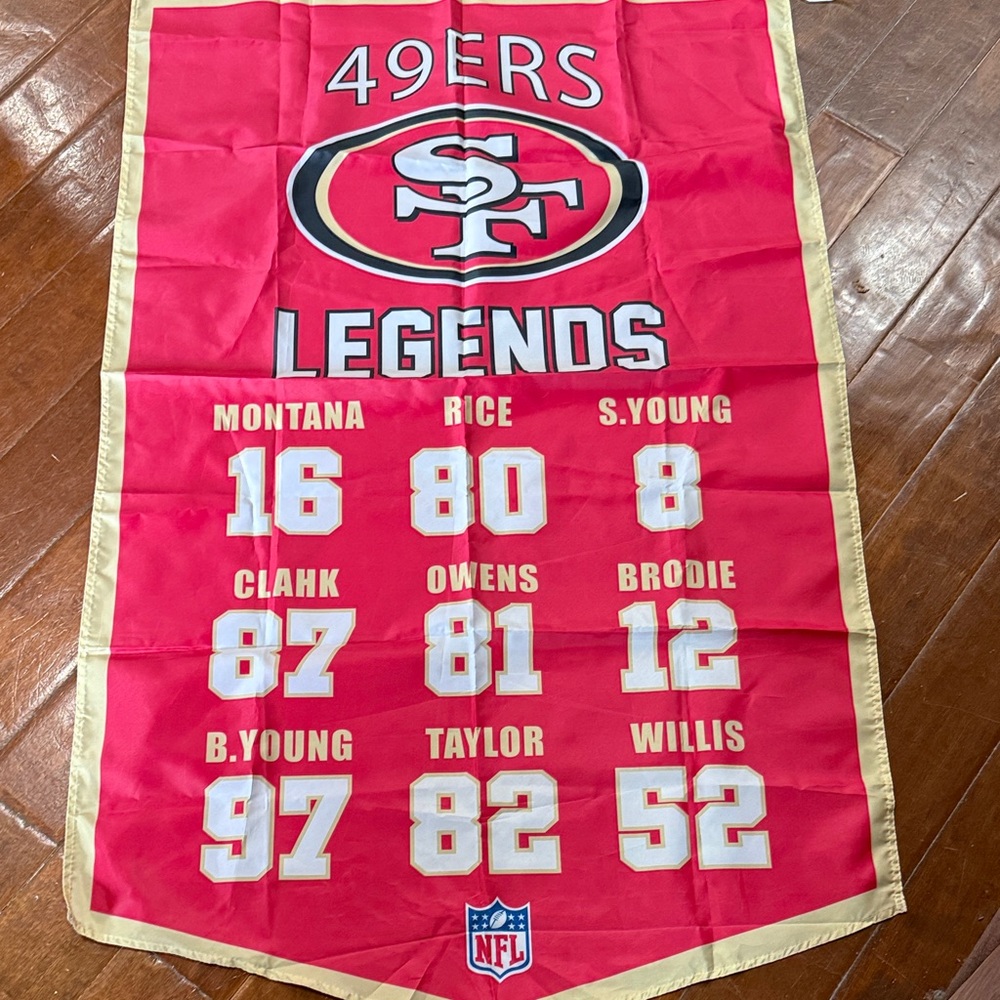 49ERS
SF
LEGENDS
MONTANA RICE S.YOUNG
16 80 8
CLAHK OWENS BRODIE
87 81 12
B.YOUNG TAYLOR WILLIS
97 82 52
NFL